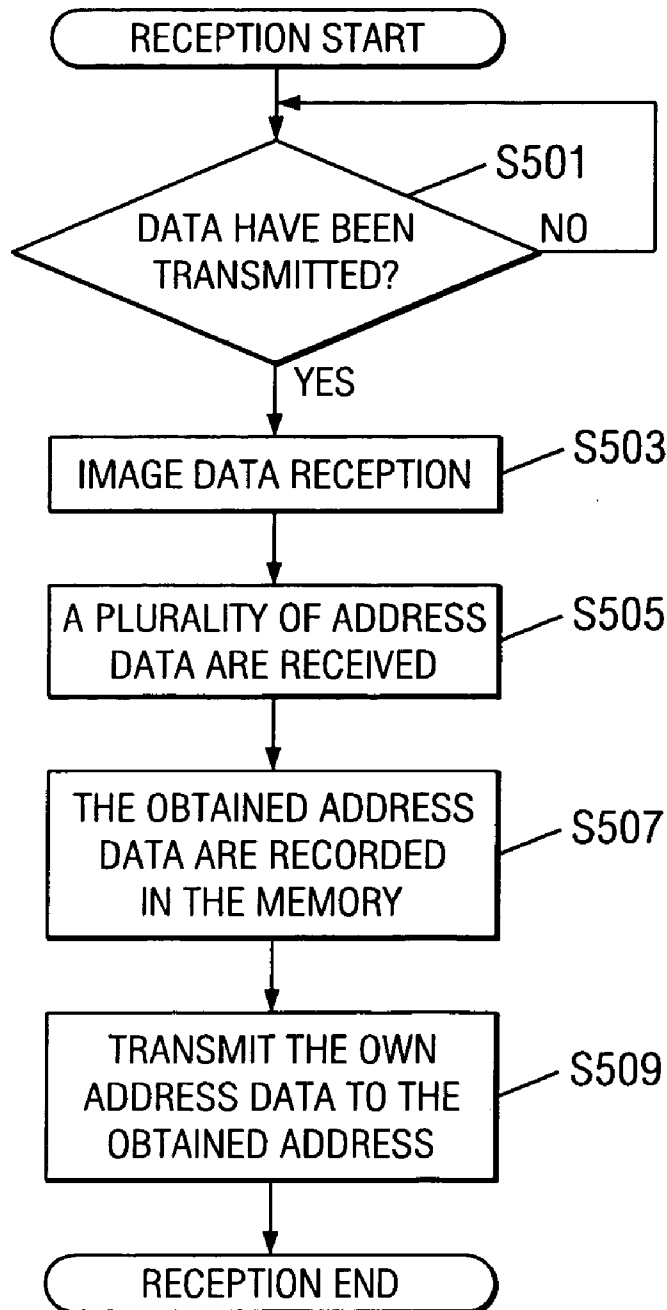 RECEPTION START
S501
DATA HAVE BEEN
TRANSMITTED?
NO
YES
IMAGE DATA RECEPTION
S503
A PLURALITY OF ADDRESS
DATA ARE RECEIVED
S505
THE OBTAINED ADDRESS
DATA ARE RECORDED
IN THE MEMORY
S507
TRANSMIT THE OWN
ADDRESS DATA TO THE
OBTAINED ADDRESS
S509
RECEPTION END